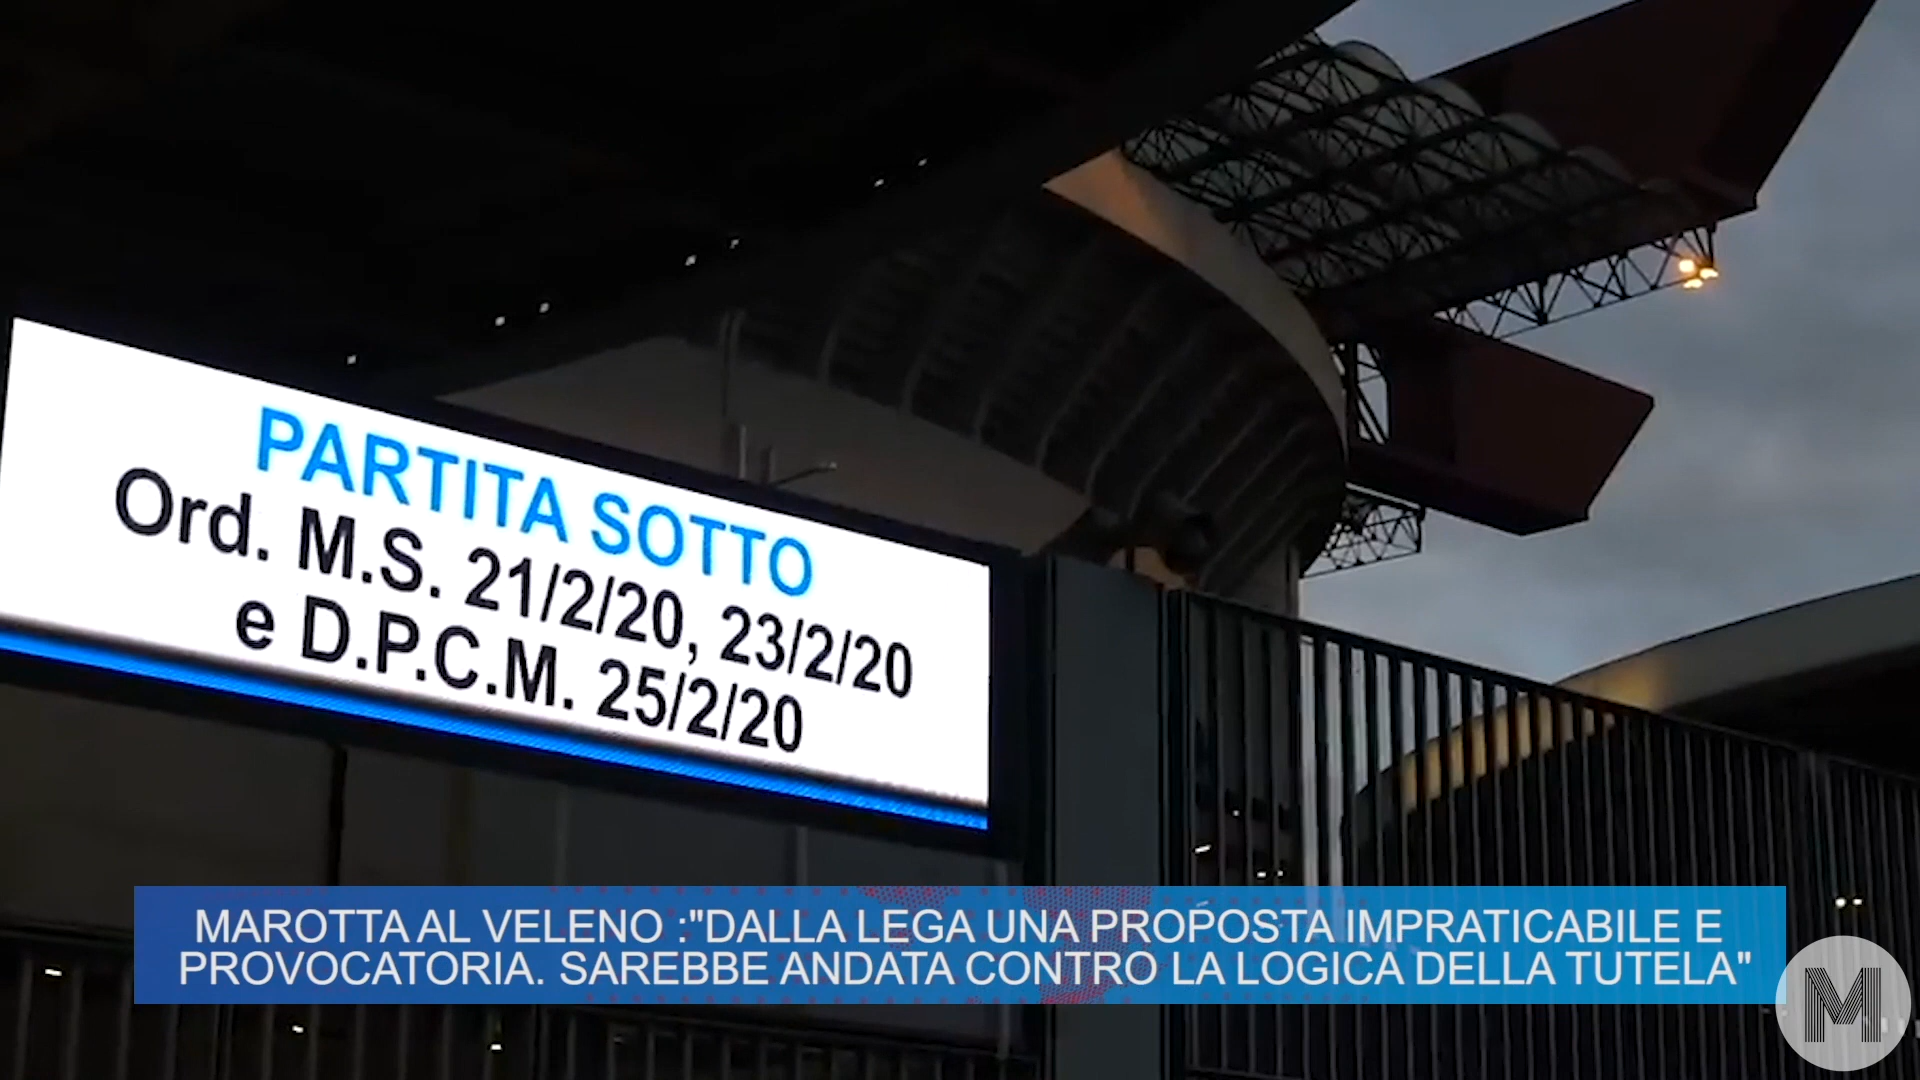 PARTITA SOTTO
Ord. M.S. 21/2/20, 23/2/20
e D.P.C.M. 25/2/20
MAROTTA AL VELENO :"DALLA LEGA UNA PROPOSTA IMPRATICABILE E
PROVOCATORIA. SAREBBE ANDATA CONTRO LA LOGICA DELLA TUTELA"
M